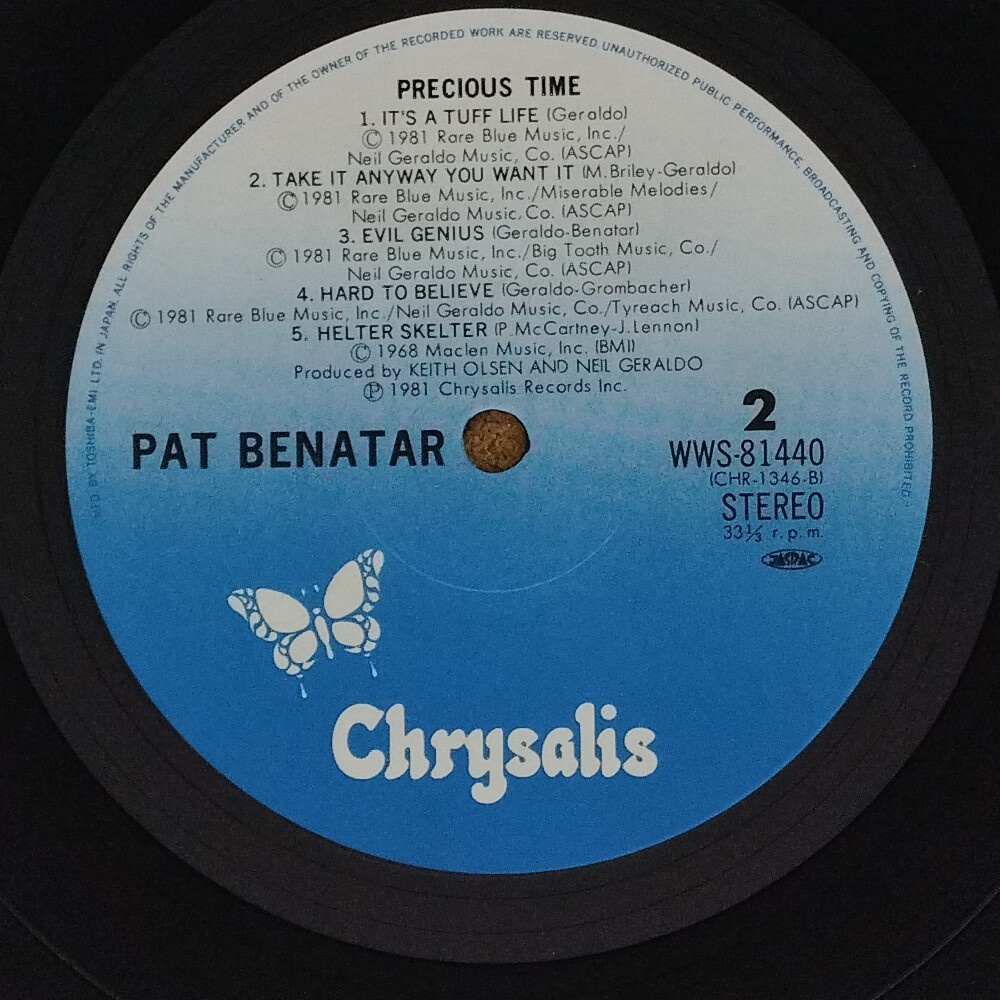 PRECIOUS TIME
1. IT'S A TUFF LIFE (Geraldo)
Ⓒ 1981 Rare Blue Music, Inc./
Neil Geraldo Music, Co. (ASCAP)
2. TAKE IT ANYWAY YOU WANT IT (M.Briley-Geraldo)
Ⓒ 1981 Rare Blue Music, Inc./Miserable Melodies/
Neil Geraldo Music, Co. (ASCAP)
3. EVIL GENIUS (Geraldo-Benatar)
Ⓒ 1981 Rare Blue Music, Inc./Big Tooth Music, Co./
Neil Geraldo Music, Co. (ASCAP)
4. HARD TO BELIEVE (Geraldo-Grombacher)
Ⓒ 1981 Rare Blue Music, Inc./Neil Geraldo Music, Co./Tyreach Music, Co. (ASCAP)
5. HELTER SKELTER (P.McCartney-J.Lennon)
Ⓒ 1968 Maclen Music, Inc. (BMI)
Produced by KEITH OLSEN AND NEIL GERALDO
Ⓟ 1981 Chrysalis Records Inc.
PAT BENATAR
2
WWS-81440
(CHR-1346-B)
STEREO
33⅓ r.p.m.
JASRAC
Chrysalis
BY TOSHIBA-EMI LTD. IN JAPAN. ALL RIGHTS OF THE MANUFACTURER AND OF THE OWNER OF THE RECORDED WORK ARE RESERVED. UNAUTHORIZED PUBLIC PERFORMANCE, BROADCASTING AND COPYING OF THE RECORD PROHIBITED.